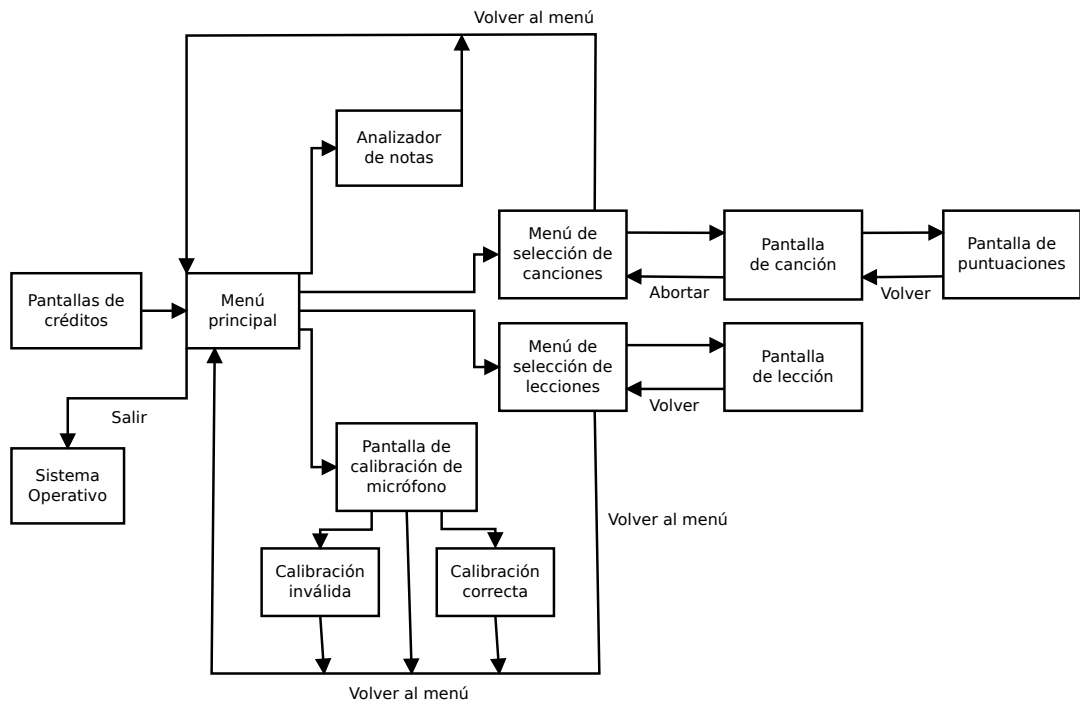 Volver al menú
Analizador
de notas
Menú de
selección de
canciones
Pantalla
de canción
Pantalla de
puntuaciones
Abortar
Volver
Pantallas de
créditos
Menú
principal
Menú de
selección de
lecciones
Pantalla
de lección
Volver
Salir
Sistema
Operativo
Pantalla de
calibración de
micrófono
Volver al menú
Calibración
inválida
Calibración
correcta
Volver al menú